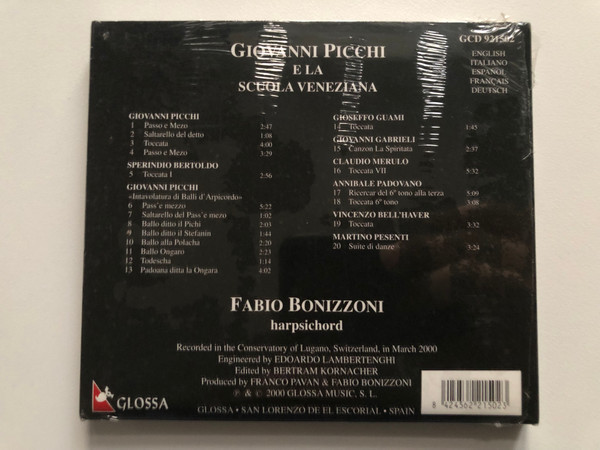 GIOVANNI PICCHI
E LA
SCUOLA VENEZIANA
GCD 921502
ENGLISH
ITALIANO
ESPAÑOL
FRANÇAIS
DEUTSCH
GIOVANNI PICCHI
1 Passo e Mezo 2:47
2 Saltarello del detto 1:08
3 Toccata 4:00
4 Passo e Mezo 3:29
SPERINDIO BERTOLDO
5 Toccata I 2:56
GIOVANNI PICCHI
«Intavolatura di Balli d'Arpicordo»
6 Pass'e mezzo 5:22
7 Saltarello del Pass'e mezo 1:02
8 Ballo ditto il Pichi 2:03
9 Ballo ditto il Stefanin 1:44
10 Ballo alla Polacha 2:20
11 Ballo Ongaro 2:23
12 Todescha 1:14
13 Padoana ditta la Ongara 4:02
GIOSEFFO GUAMI
14 Toccata 1:45
GIOVANNI GABRIELI
15 Canzon La Spiritata 2:37
CLAUDIO MERULO
16 Toccata VII 5:32
ANNIBALE PADOVANO
17 Ricercar del 6º tono alla terza 5:09
18 Toccata 6º tono 3:08
VINCENZO BELL'HAVER
19 Toccata 3:32
MARTINO PESENTI
20 Suite di danze 3:24
FABIO BONIZZONI
harpsichord
Recorded in the Conservatory of Lugano, Switzerland, in March 2000
Engineered by EDOARDO LAMBERTENGHI
Edited by BERTRAM KORNACHER
Produced by FRANCO PAVAN & FABIO BONIZZONI
℗ & © 2000 GLOSSA MUSIC, S. L.
GLOSSA • SAN LORENZO DE EL ESCORIAL • SPAIN
GLOSSA
8 424562 215023